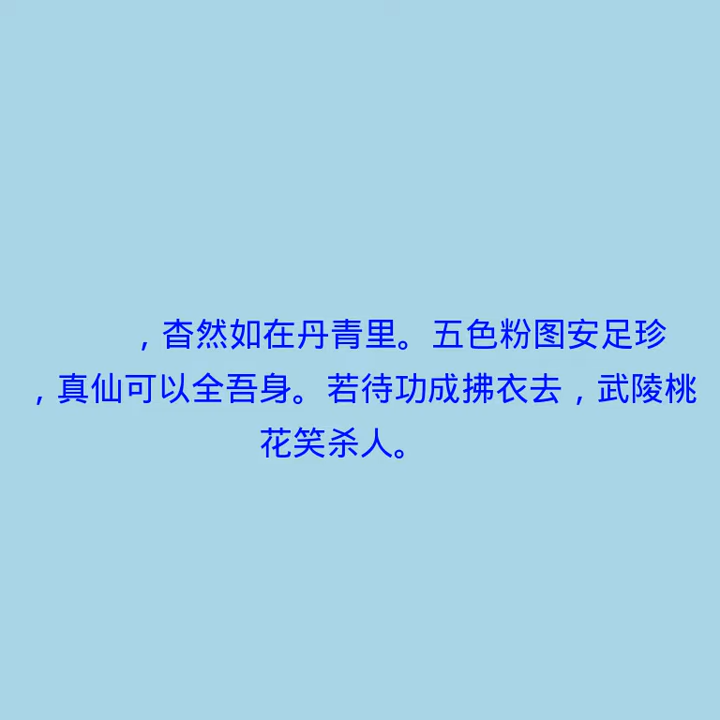 ，杳然如在丹青里。五色粉图安足珍
，真仙可以全吾身。若待功成拂衣去，武陵桃
花笑杀人。